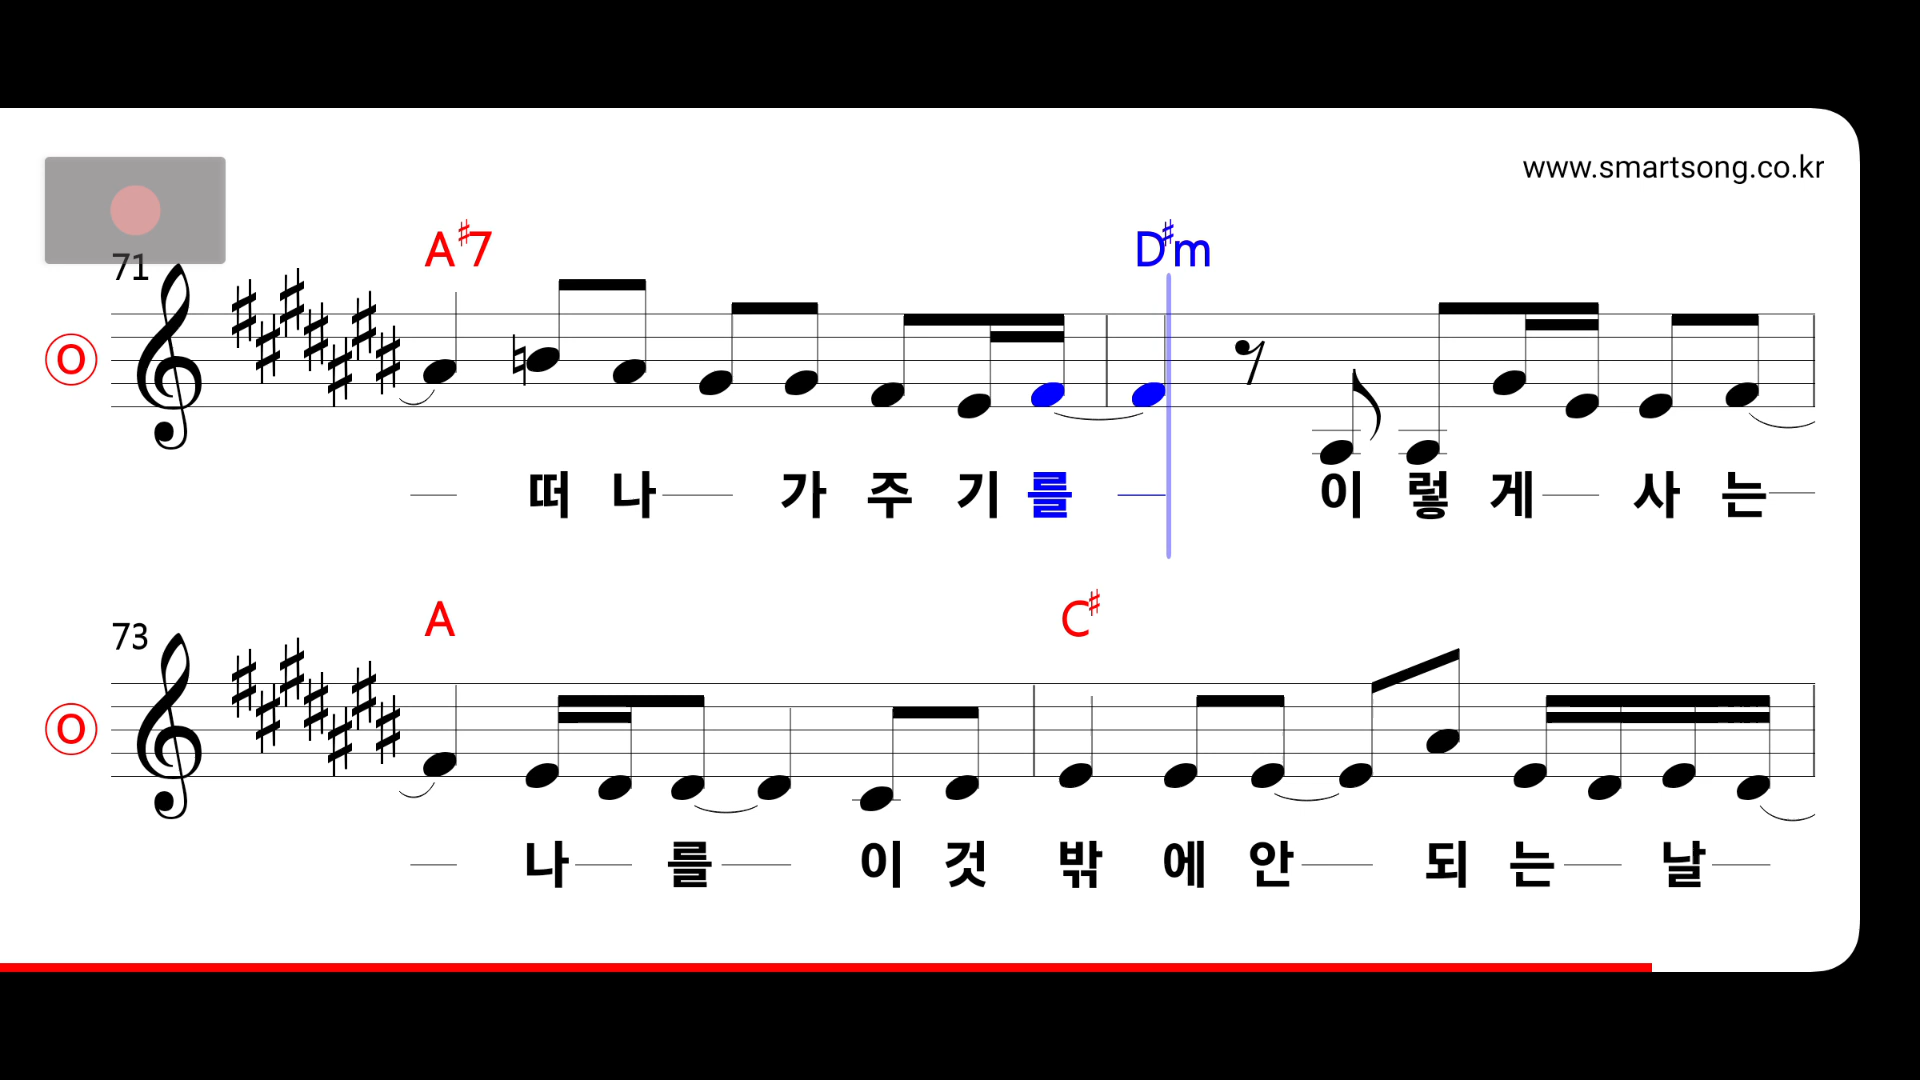 www.smartsong.co.kr
71
A♯7 D♯m
O
떠 나 가 주 기 를 이 렇 게 사 는
73
A C♯
O
나 를 이 것 밖 에 안 되 는 날